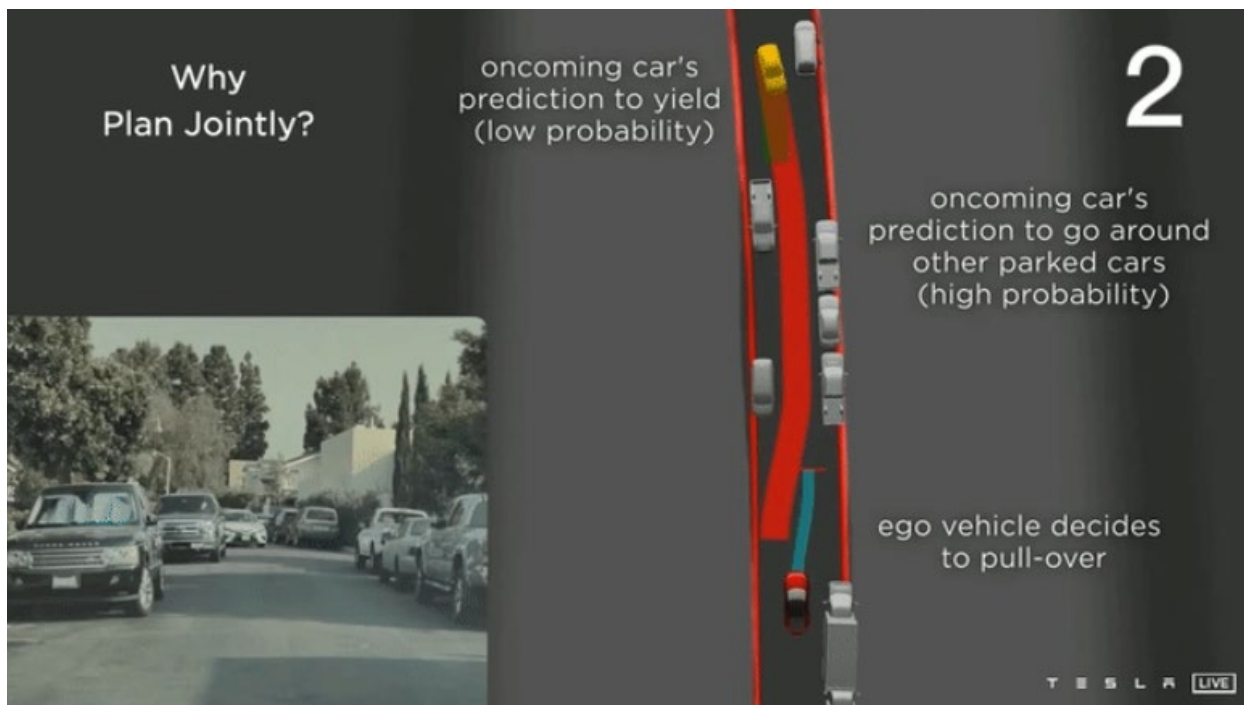 Why
Plan Jointly?
oncoming car's
prediction to yield
(low probability)
2
oncoming car's
prediction to go around
other parked cars
(high probability)
ego vehicle decides
to pull-over
TESLA LIVE